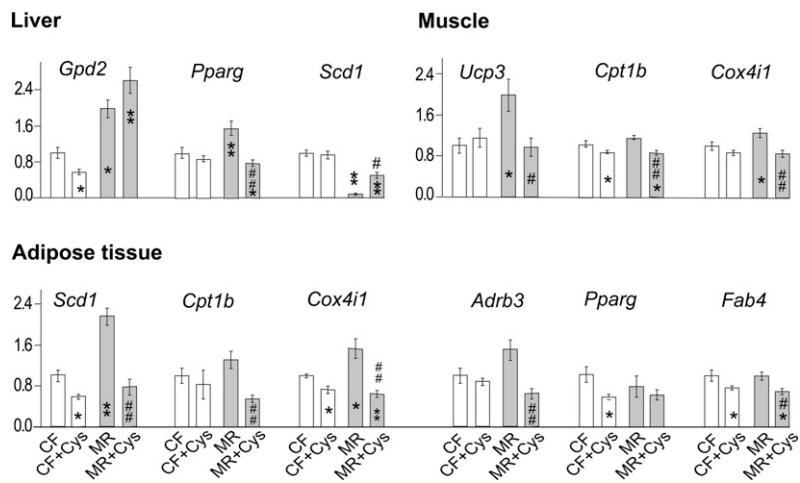 Liver
Muscle
Gpd2
Pparg
Scd1
Ucp3
Cpt1b
Cox4i1
2.4
1.6
0.8
0.0
2.4
1.6
0.8
0.0
*
*
**
**
##*
**
#
**
*
#
*
##*
*
##
Adipose tissue
Scd1
Cpt1b
Cox4i1
Adrb3
Pparg
Fab4
2.4
1.6
0.8
0.0
*
**
##
##
*
*
##
**
##
*
*
#*
CF
CF+Cys
MR
MR+Cys
CF
CF+Cys
MR
MR+Cys
CF
CF+Cys
MR
MR+Cys
CF
CF+Cys
MR
MR+Cys
CF
CF+Cys
MR
MR+Cys
CF
CF+Cys
MR
MR+Cys